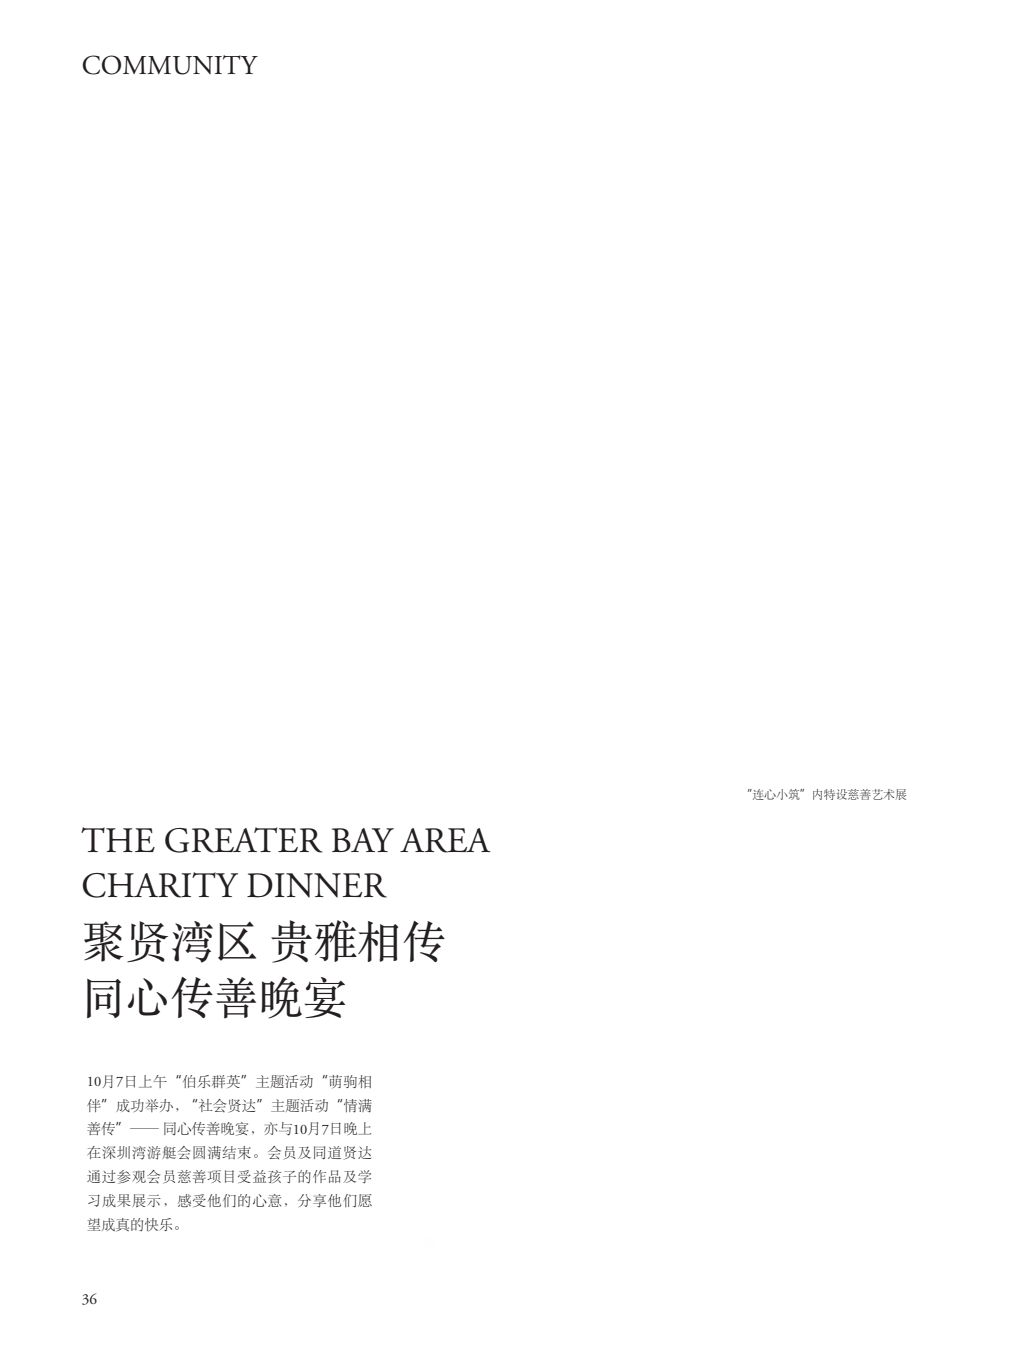 COMMUNITY
"连心小筑"内特设慈善艺术展
THE GREATER BAY AREA
CHARITY DINNER
聚贤湾区 贵雅相传
同心传善晚宴
10月7日上午"伯乐群英"主题活动"萌驹相
伴"成功举办，"社会贤达"主题活动"情满
善传"—— 同心传善晚宴，亦与10月7日晚上
在深圳湾游艇会圆满结束。会员及同道贤达
通过参观会员慈善项目受益孩子的作品及学
习成果展示，感受他们的心意，分享他们愿
望成真的快乐。
36